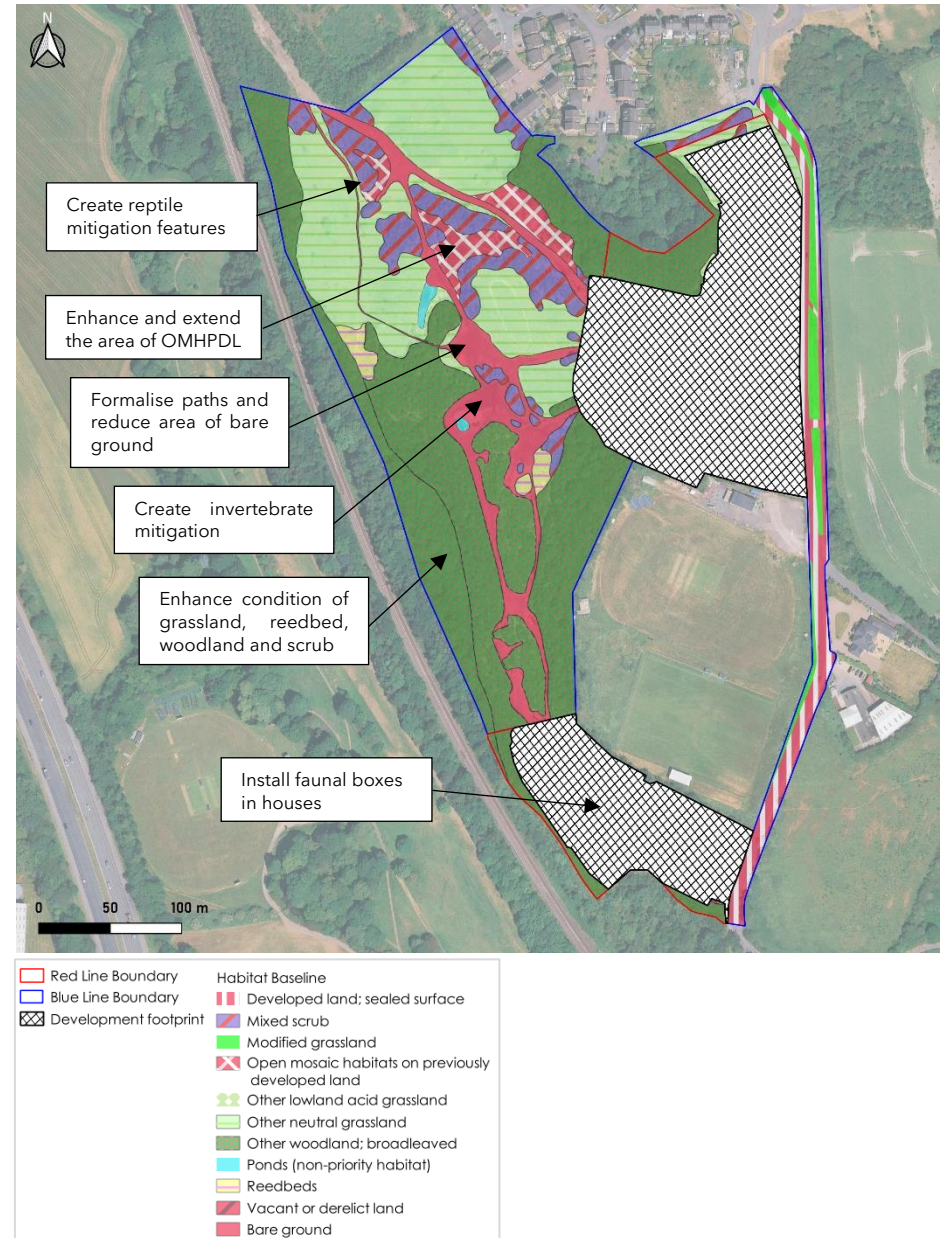 N
Create reptile
mitigation features
Enhance and extend
the area of OMHPDL
Formalise paths and
reduce area of bare
ground
Create invertebrate
mitigation
Enhance condition of
grassland, reedbed,
woodland and scrub
Install faunal boxes
in houses
0 50 100 m
Red Line Boundary
Blue Line Boundary
Development footprint
Habitat Baseline
Developed land; sealed surface
Mixed scrub
Modified grassland
Open mosaic habitats on previously
developed land
Other lowland acid grassland
Other neutral grassland
Other woodland; broadleaved
Ponds (non-priority habitat)
Reedbeds
Vacant or derelict land
Bare ground